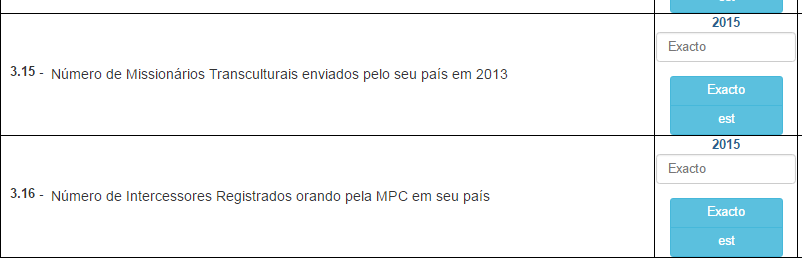 est
2015
Exacto
3.15 - Número de Missionários Transculturais enviados pelo seu país em 2013
Exacto
est
2015
Exacto
3.16 - Número de Intercessores Registrados orando pela MPC em seu país
Exacto
est